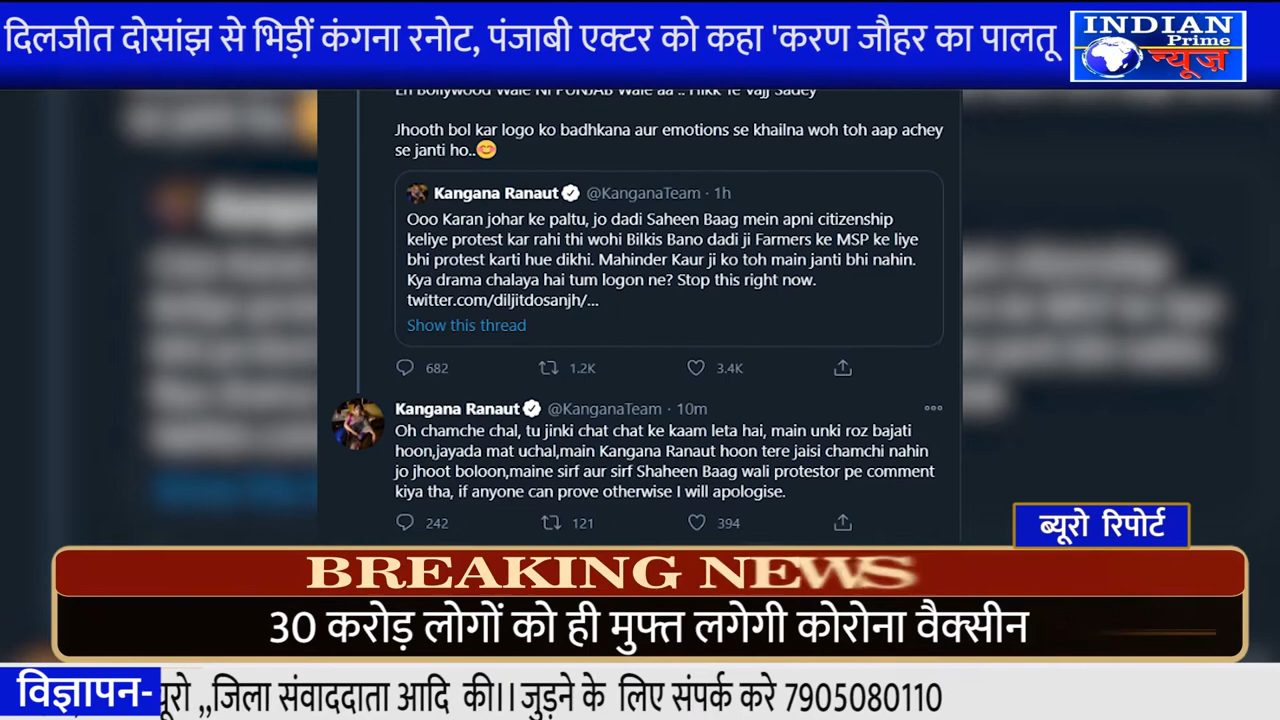 दिलजीत दोसांझ से भिड़ीं कंगना रनोट, पंजाबी एक्टर को कहा 'करण जौहर का पालतू
INDIAN
Prime
न्यूज़
Eh Bollywood Wale Ni PUNJAB Wale aa .. Hikk Te Vajj Sadey
Jhooth bol kar logo ko badhkana aur emotions se khailna woh toh aap achey
se janti ho..😊
Kangana Ranaut @KanganaTeam · 1h
Ooo Karan johar ke paltu, jo dadi Saheen Baag mein apni citizenship
keliye protest kar rahi thi wohi Bilkis Bano dadi ji Farmers ke MSP ke liye
bhi protest karti hue dikhi. Mahinder Kaur ji ko toh main janti bhi nahin.
Kya drama chalaya hai tum logon ne? Stop this right now.
twitter.com/diljitdosanjh/...
Show this thread
682 1.2K 3.4K
Kangana Ranaut @KanganaTeam · 10m
Oh chamche chal, tu jinki chat chat ke kaam leta hai, main unki roz bajati
hoon,jayada mat uchal,main Kangana Ranaut hoon tere jaisi chamchi nahin
jo jhoot boloon,maine sirf aur sirf Shaheen Baag wali protestor pe comment
kiya tha, if anyone can prove otherwise I will apologise.
242 121 394
ब्यूरो रिपोर्ट
BREAKING NEWS
30 करोड़ लोगों को ही मुफ्त लगेगी कोरोना वैक्सीन
विज्ञापन- यूरो ,,जिला संवाददाता आदि की।। जुड़ने के लिए संपर्क करे 7905080110